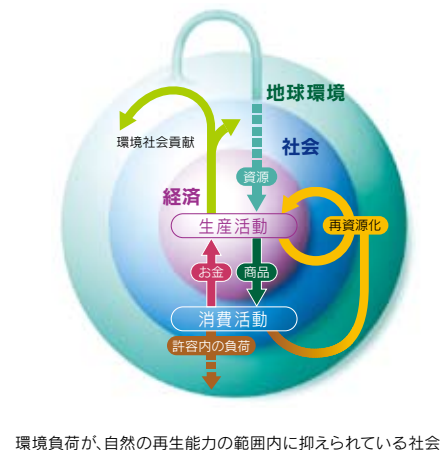 地球環境
環境社会貢献
社会
資源
経済
生産活動
再資源化
お金
商品
消費活動
許容内の負荷
環境負荷が、自然の再生能力の範囲内に抑えられている社会